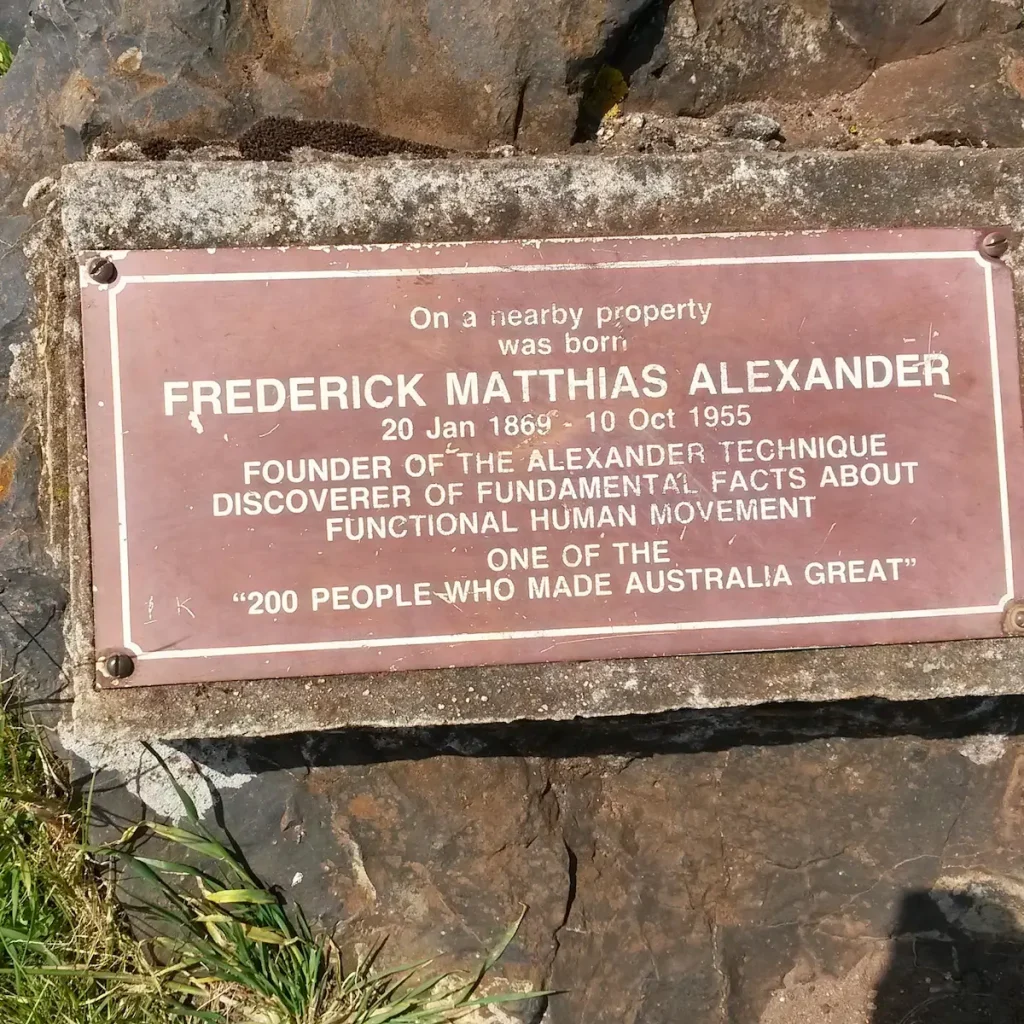 On a nearby property
was born
FREDERICK MATTHIAS ALEXANDER
20 Jan 1869 - 10 Oct 1955
FOUNDER OF THE ALEXANDER TECHNIQUE
DISCOVERER OF FUNDAMENTAL FACTS ABOUT
FUNCTIONAL HUMAN MOVEMENT
ONE OF THE
“200 PEOPLE WHO MADE AUSTRALIA GREAT”